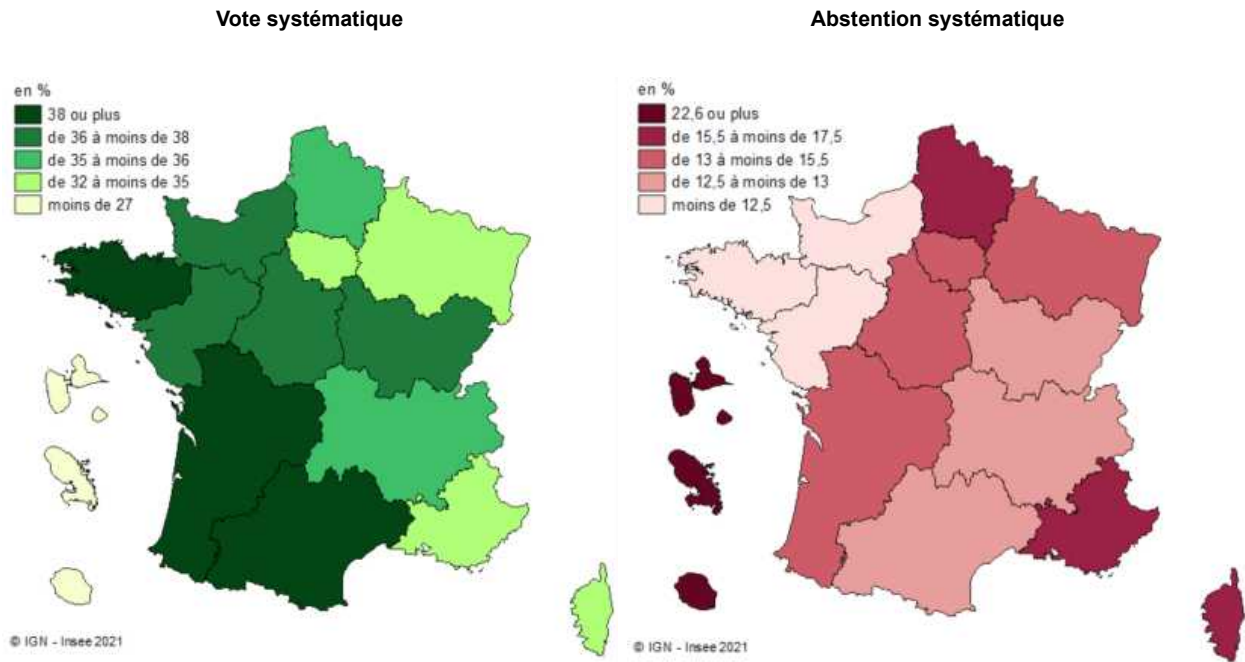 Vote systématique
en %
38 ou plus
de 36 à moins de 38
de 35 à moins de 36
de 32 à moins de 35
moins de 27
© IGN - Insee 2021
Abstention systématique
en %
22,6 ou plus
de 15,5 à moins de 17,5
de 13 à moins de 15,5
de 12,5 à moins de 13
moins de 12,5
© IGN - Insee 2021